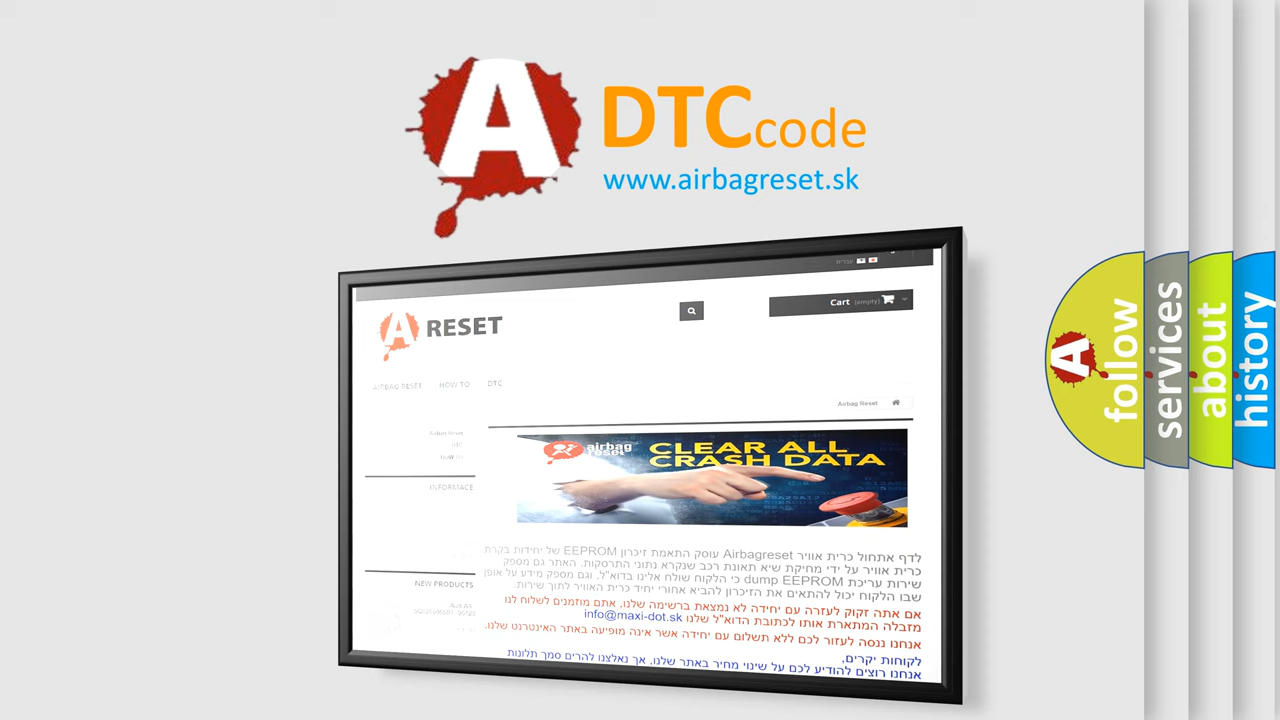 A DTCcode
www.airbagreset.sk
עברית
Cart (empty)
A RESET
AIRBAG RESET HOW TO DTC
Airbag Reset
Airbag Reset
DTC
HOW TO
airbag
reset
CLEAR ALL
CRASH DATA
INFORMACE
NEW PRODUCTS
לדף אתחול כרית אוויר Airbagreset עוסק התאמת זיכרון EEPROM של יחידות בקרת
כרית אוויר על ידי מחיקת שיא תאונת רכב שנקרא נתוני התרסקות. האתר גם מספק
שירות עריכת dump EEPROM כי הלקוח שולח אלינו בדוא"ל, וגם מספק מידע על אופן
שבו הלקוח יכול להתאים את הזיכרון להביא אחורי יחיד כרית האוויר לתוך שירות.
אם אתה זקוק לעזרה עם יחידה לא נמצאת ברשימה שלנו, אתם מוזמנים לשלוח לנו
מזבלה המתארת אותו לכתובת הדוא"ל שלנו info@maxi-dot.sk
אנחנו ננסה לעזור לכם ללא תשלום עם יחידה אשר אינה מופיעה באתר האינטרנט שלנו.
לקוחות יקרים,
אנחנו רוצים להודיע לכם על שינוי מחיר באתר שלנו, אך נאלצנו להרים סמך תלונות
A follow
services
about
history